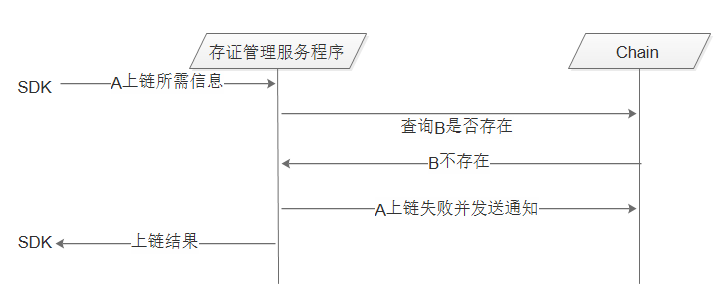 存证管理服务程序
Chain
SDK
A上链所需信息
查询B是否存在
B不存在
A上链失败并发送通知
SDK
上链结果